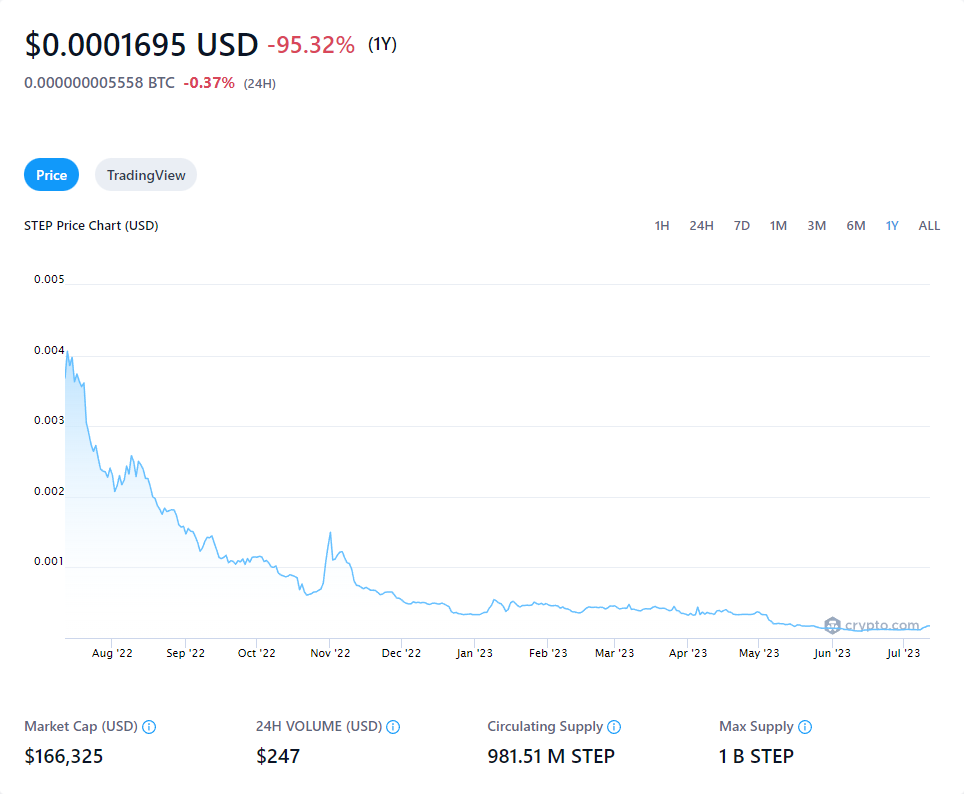 $0.0001695 USD -95.32% (1Y)
0.000000005558 BTC -0.37% (24H)
Price TradingView
STEP Price Chart (USD) 1H 24H 7D 1M 3M 6M 1Y ALL
0.005
0.004
0.003
0.002
0.001
crypto.com
Aug '22 Sep '22 Oct '22 Nov '22 Dec '22 Jan '23 Feb '23 Mar '23 Apr '23 May '23 Jun '23 Jul '23
Market Cap (USD) 24H VOLUME (USD) Circulating Supply Max Supply
$166,325 $247 981.51 M STEP 1 B STEP